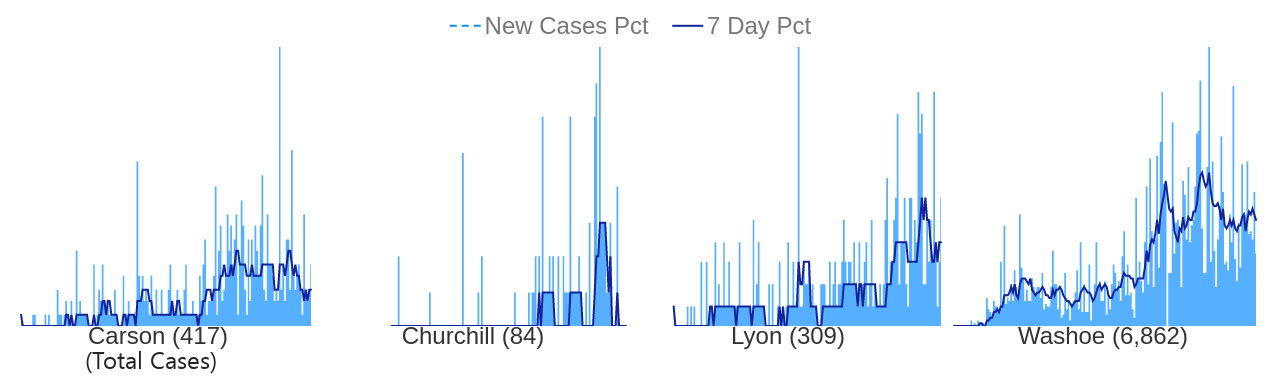 New Cases Pct 7 Day Pct
Carson (417) Churchill (84) Lyon (309) Washoe (6,862)
(Total Cases)